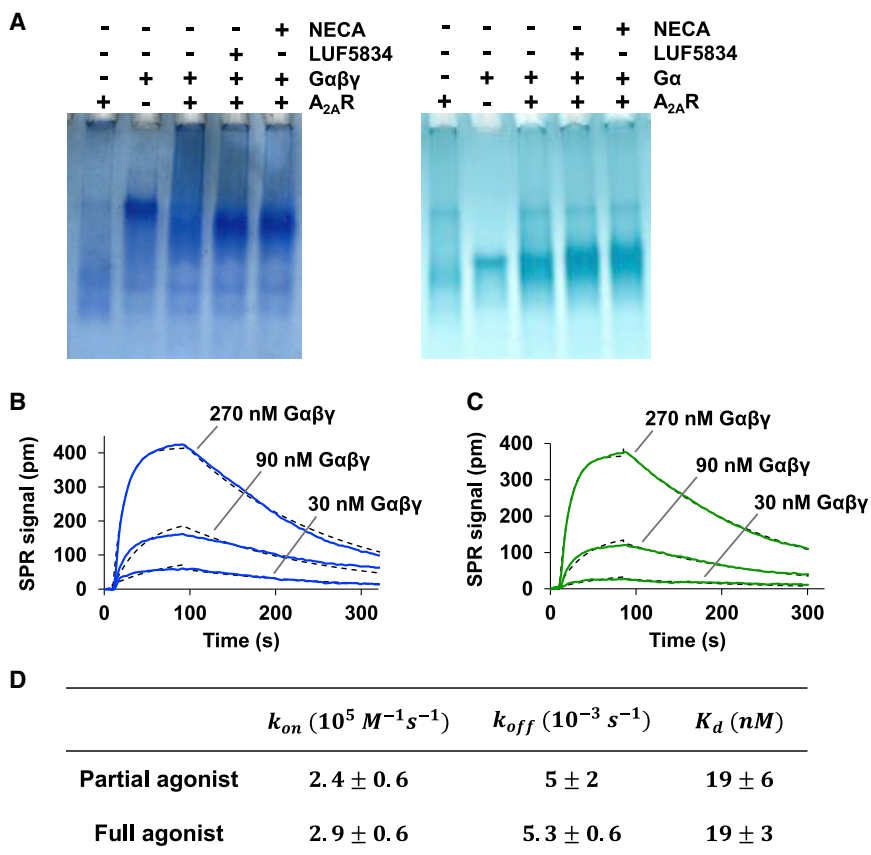 A
- - - - + NECA
- - - + - LUF5834
- + + + + Gαβγ
+ - + + + A2AR
- - - - + NECA
- - - + - LUF5834
- + + + + Gα
+ - + + + A2AR
B
270 nM Gαβγ
90 nM Gαβγ
30 nM Gαβγ
SPR signal (pm)
400
300
200
100
0
0 100 200 300
Time (s)
C
270 nM Gαβγ
90 nM Gαβγ
30 nM Gαβγ
SPR signal (pm)
400
300
200
100
0
0 100 200 300
Time (s)
D
kon (10⁵ M⁻¹s⁻¹) koff (10⁻³ s⁻¹) Kd (nM)
Partial agonist 2.4 ± 0.6 5 ± 2 19 ± 6
Full agonist 2.9 ± 0.6 5.3 ± 0.6 19 ± 3